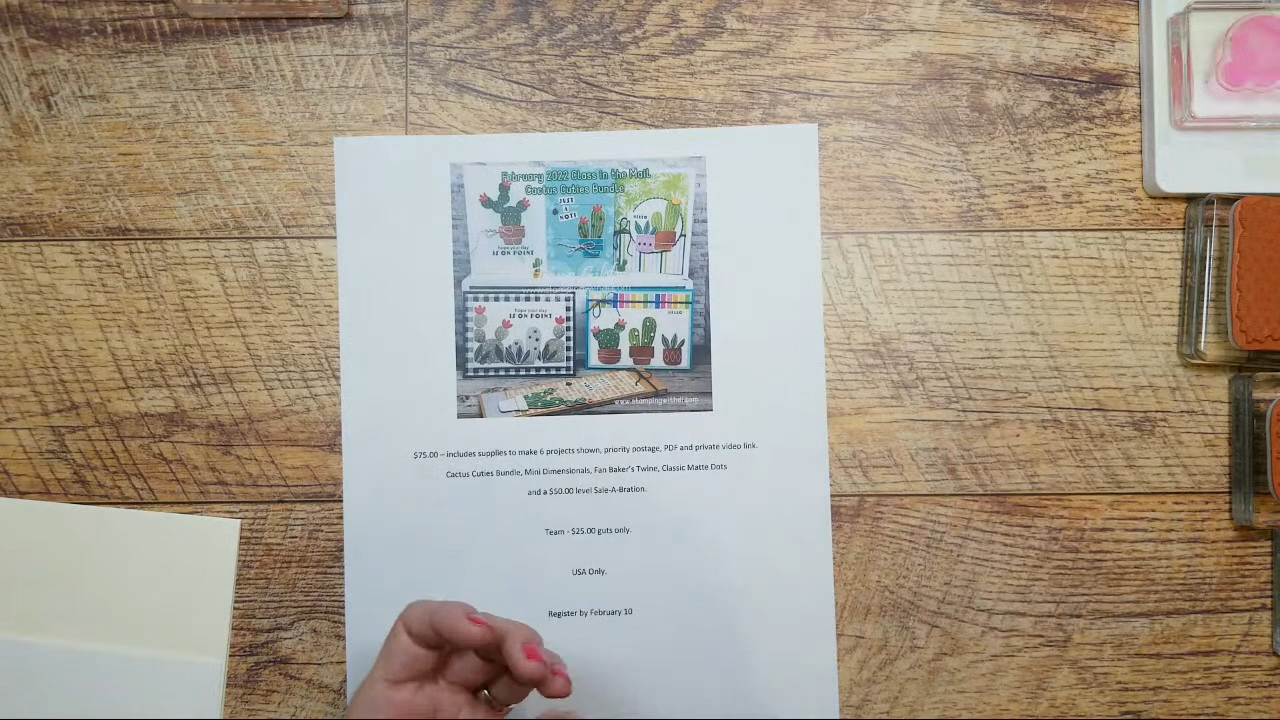 February 2022 Class in the Mail
Cactus Cuties Bundle
JUST
A
NOTE
HELLO
hope your day
IS ON POINT
hope your day
IS ON POINT
HELLO
www.stampingwithdi.com
$75.00 – includes supplies to make 6 projects shown, priority postage, PDF and private video link.
Cactus Cuties Bundle, Mini Dimensionals, Fan Baker's Twine, Classic Matte Dots
and a $50.00 level Sale-A-Bration.
Team - $25.00 guts only.
USA Only.
Register by February 10